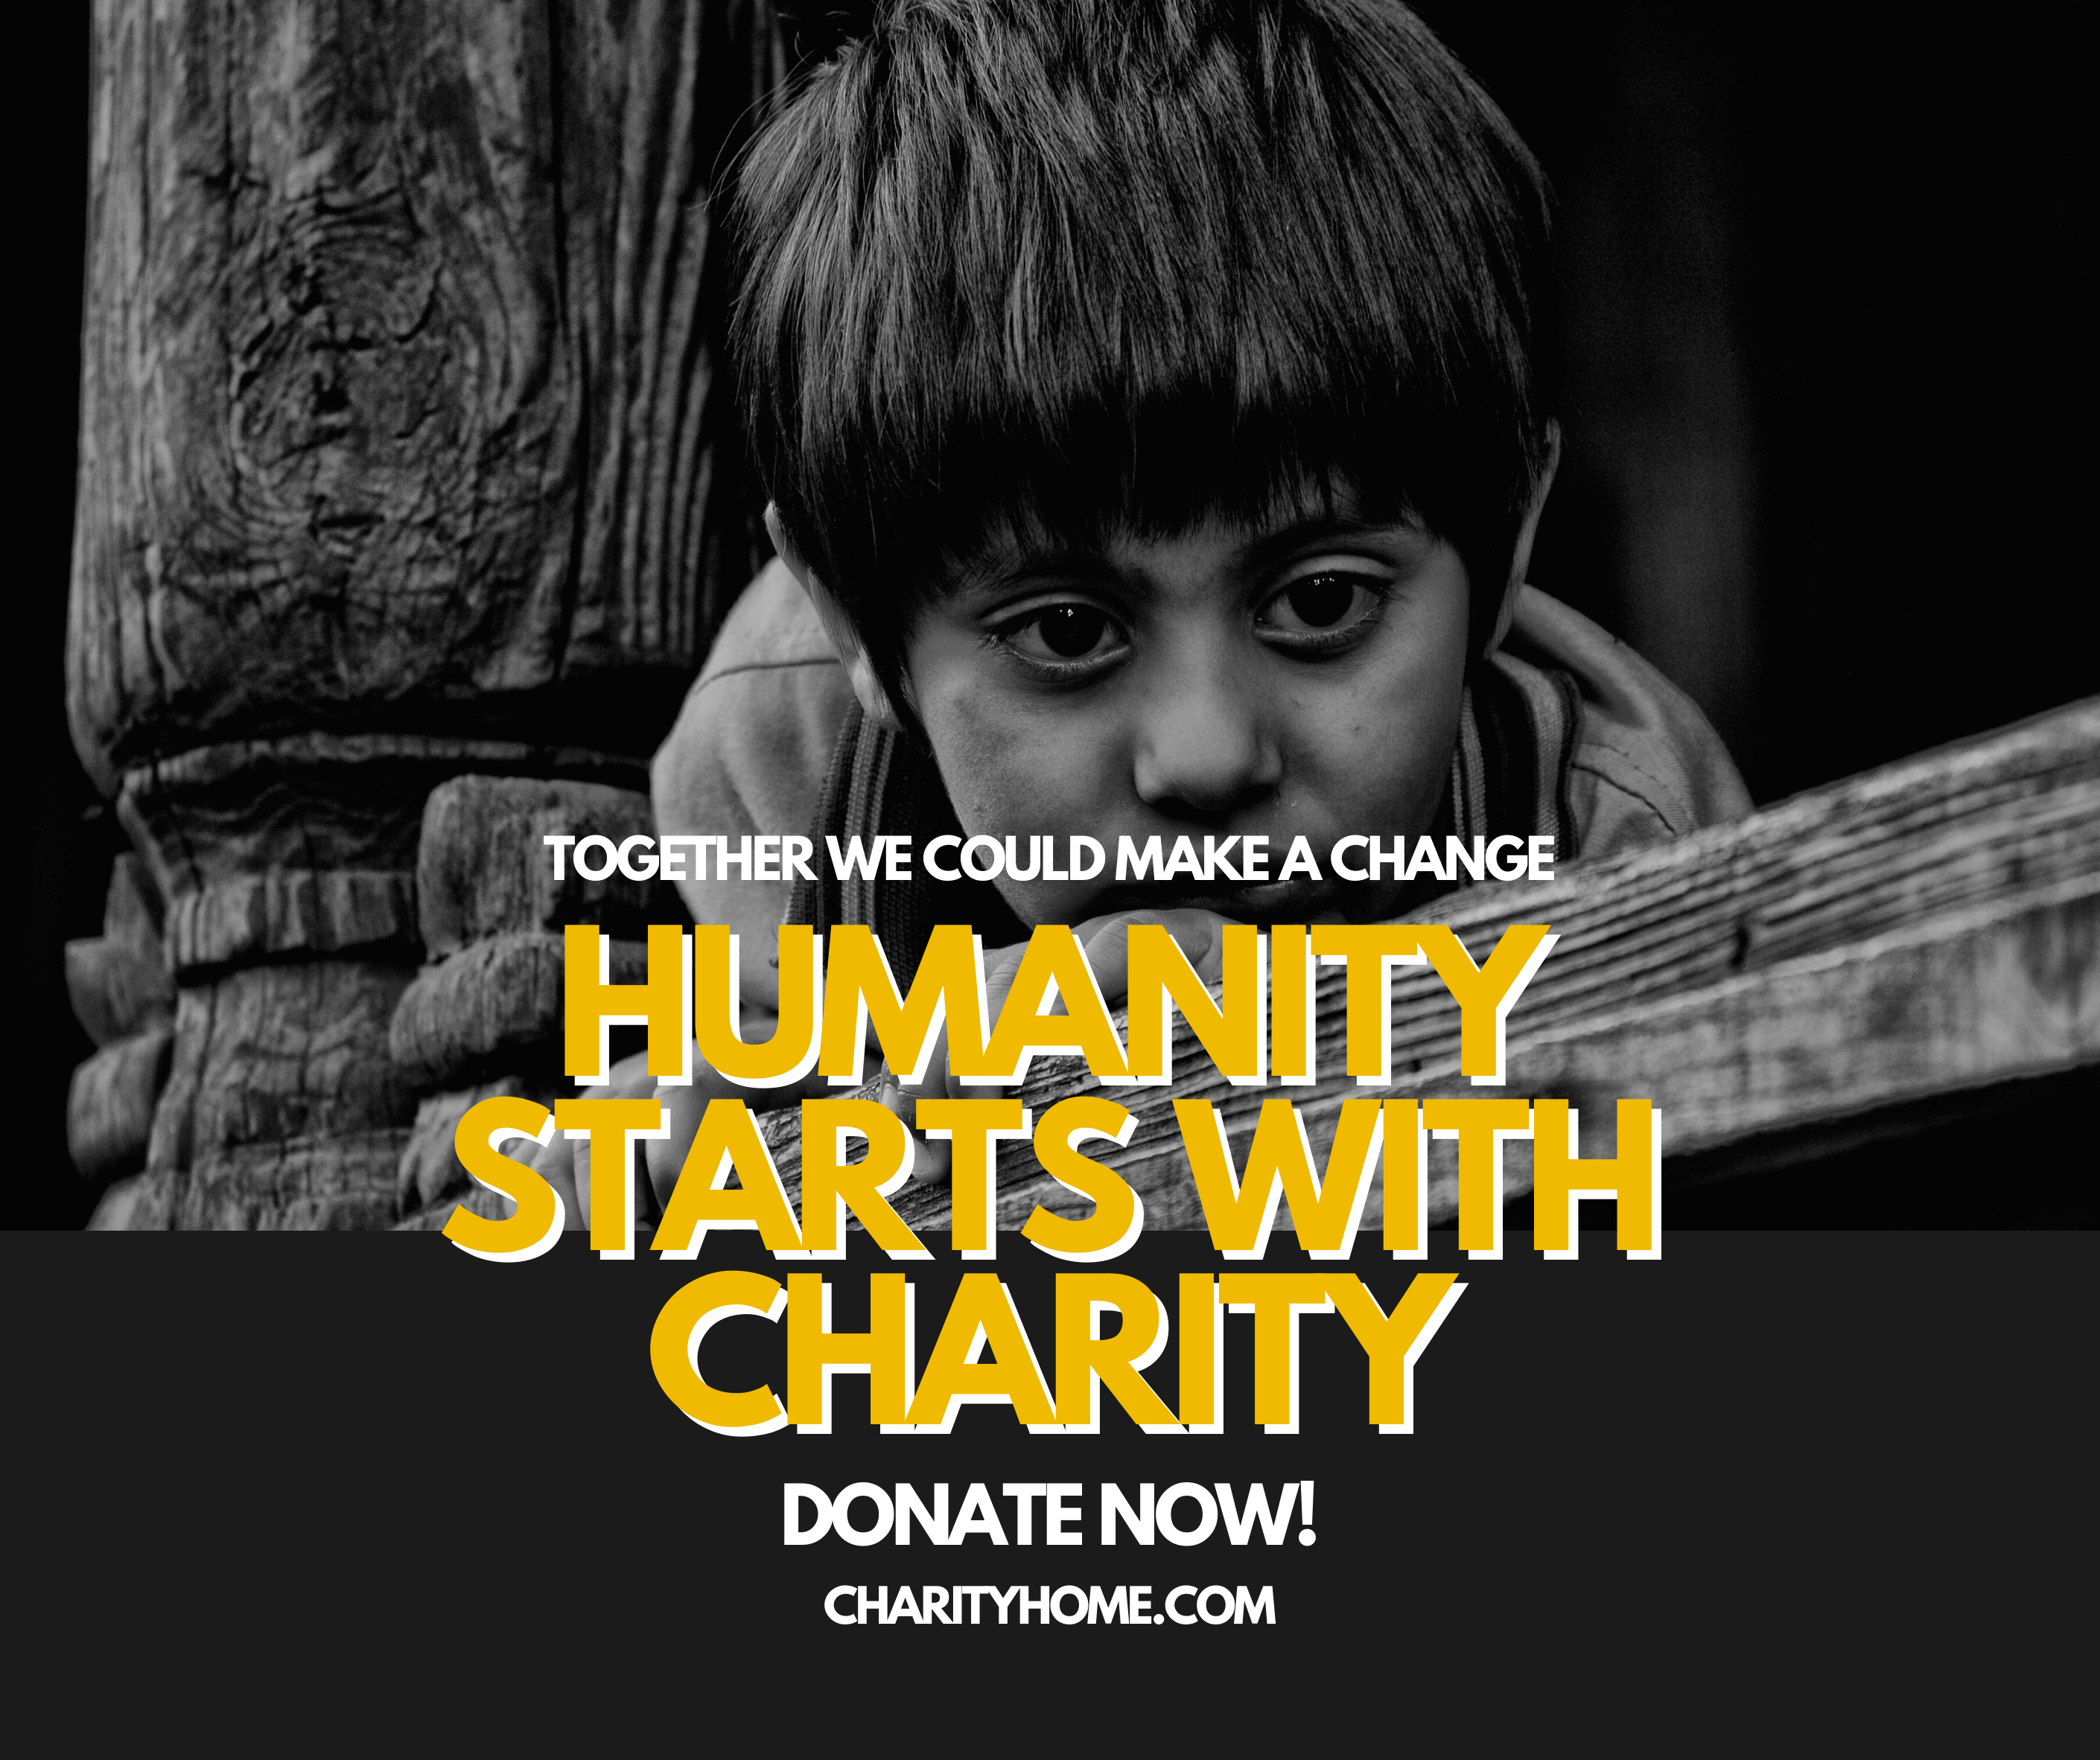 TOGETHER WE COULD MAKE A CHANGE
HUMANITY
STARTS WITH
CHARITY
DONATE NOW!
CHARITYHOME.COM